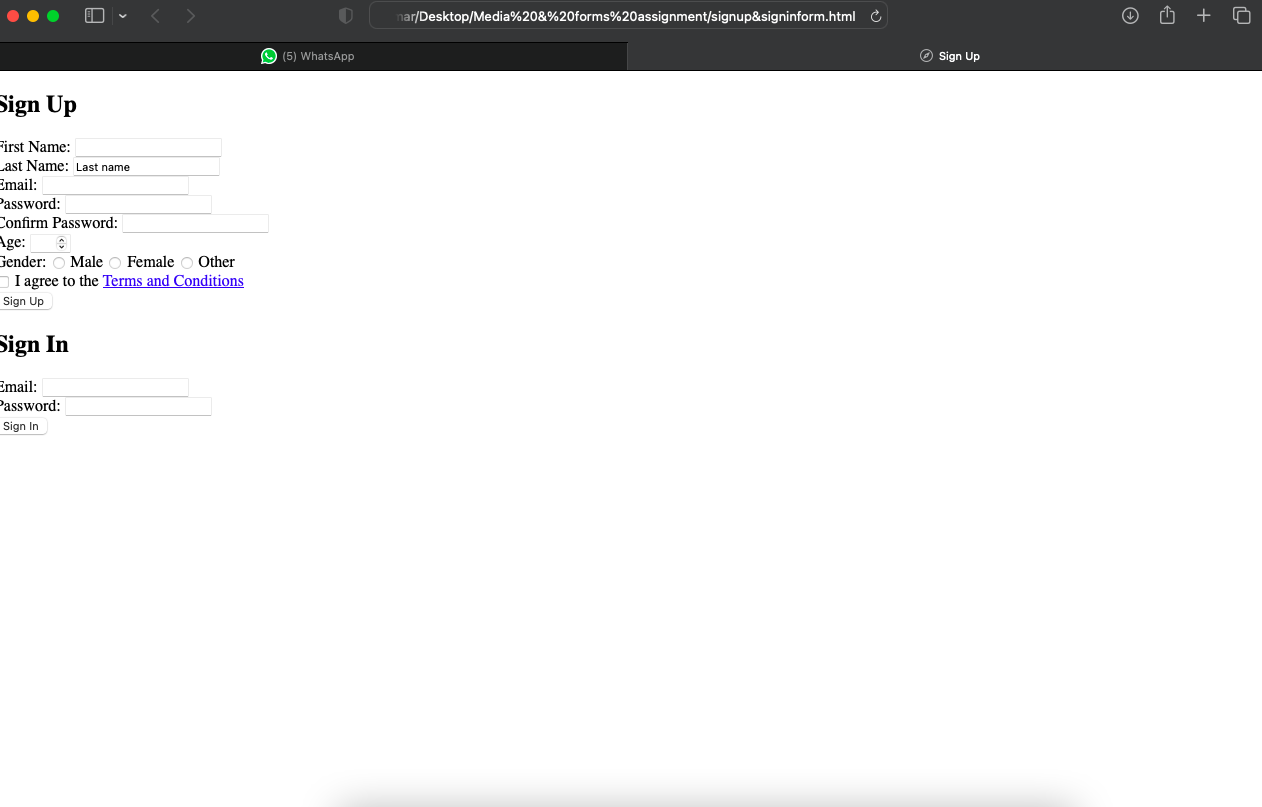 nar/Desktop/Media%20&%20forms%20assignment/signup&signinform.html
(5) WhatsApp
Sign Up
Sign Up
First Name:
Last Name: Last name
Email:
Password:
Confirm Password:
Age:
Gender: Male Female Other
I agree to the Terms and Conditions
Sign Up
Sign In
Email:
Password:
Sign In